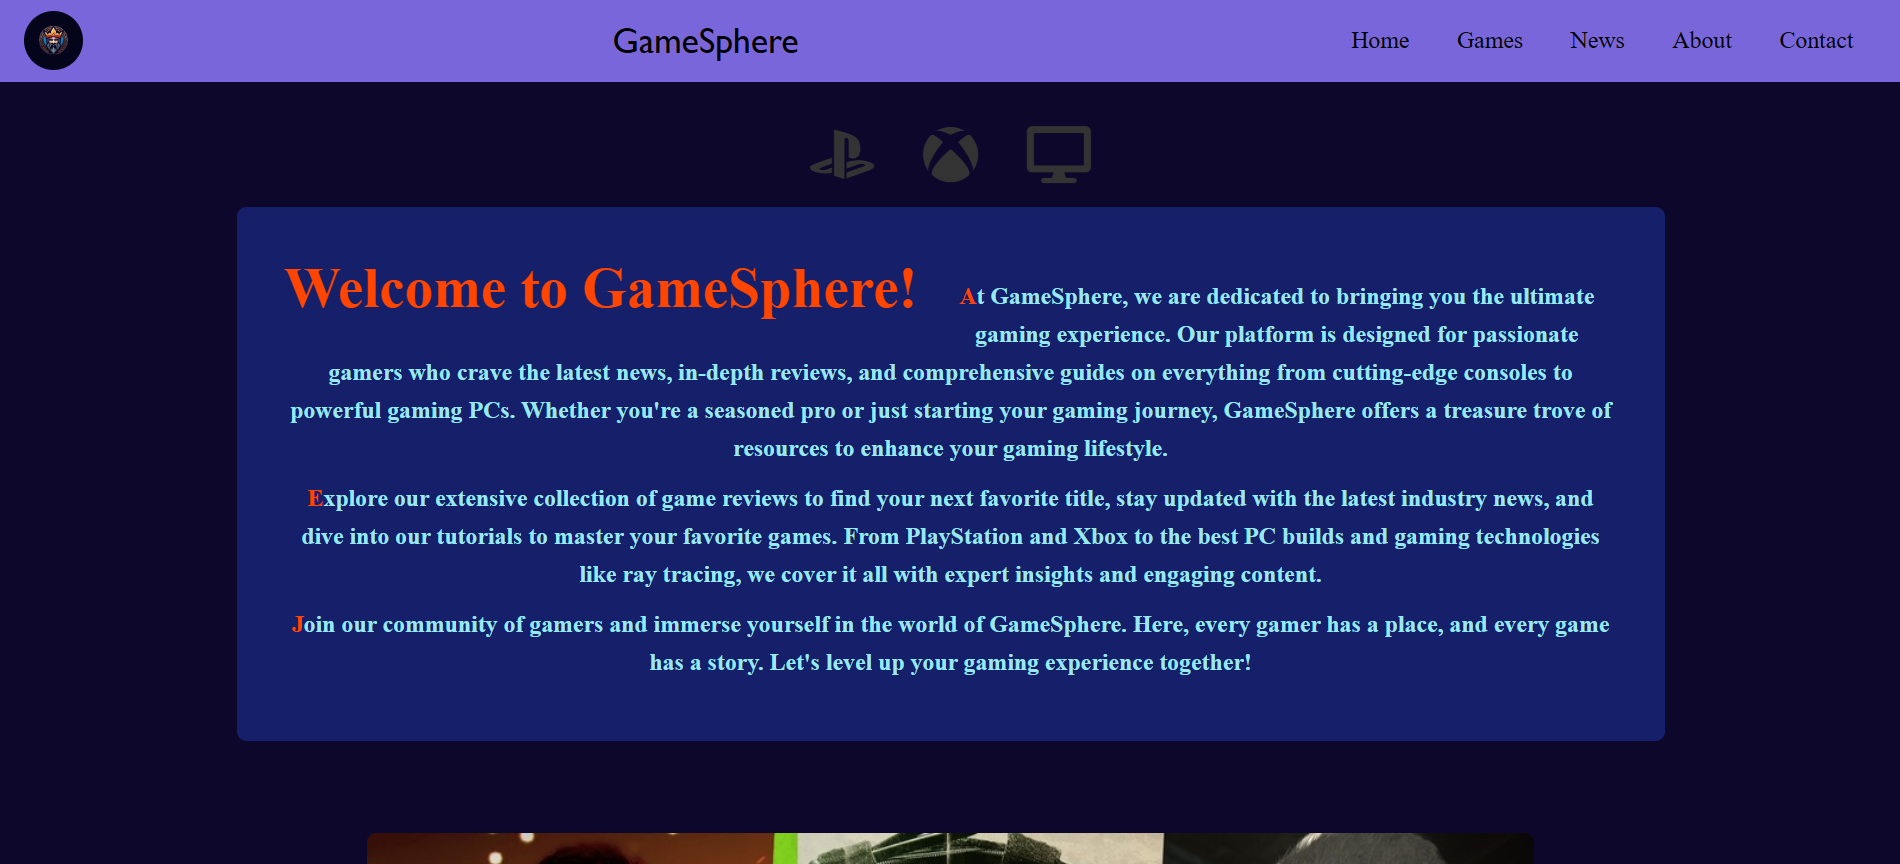 GameSphere
Home Games News About Contact
Welcome to GameSphere!
At GameSphere, we are dedicated to bringing you the ultimate
gaming experience. Our platform is designed for passionate
gamers who crave the latest news, in-depth reviews, and comprehensive guides on everything from cutting-edge consoles to
powerful gaming PCs. Whether you're a seasoned pro or just starting your gaming journey, GameSphere offers a treasure trove of
resources to enhance your gaming lifestyle.
Explore our extensive collection of game reviews to find your next favorite title, stay updated with the latest industry news, and
dive into our tutorials to master your favorite games. From PlayStation and Xbox to the best PC builds and gaming technologies
like ray tracing, we cover it all with expert insights and engaging content.
Join our community of gamers and immerse yourself in the world of GameSphere. Here, every gamer has a place, and every game
has a story. Let's level up your gaming experience together!